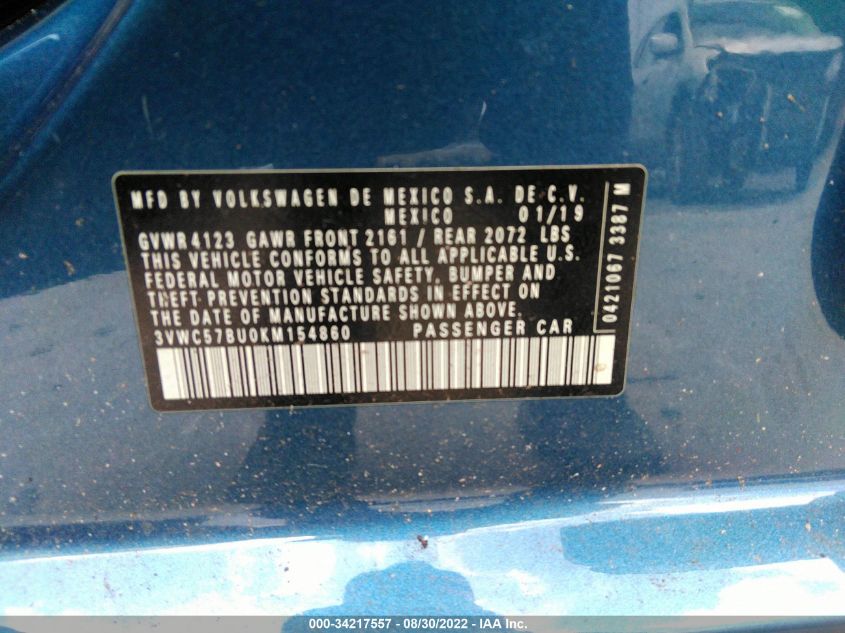 MFD BY VOLKSWAGEN DE MEXICO S.A. DE C.V.
MEXICO 01/19
GVWR 4123 GAWR FRONT 2161 / REAR 2072 LBS
THIS VEHICLE CONFORMS TO ALL APPLICABLE U.S.
FEDERAL MOTOR VEHICLE SAFETY, BUMPER AND
THEFT PREVENTION STANDARDS IN EFFECT ON
THE DATE OF MANUFACTURE SHOWN ABOVE.
3VWC57BU0KM154860 PASSENGER CAR
0421067 3387 M
000-34217557 - 08/30/2022 - IAA Inc.